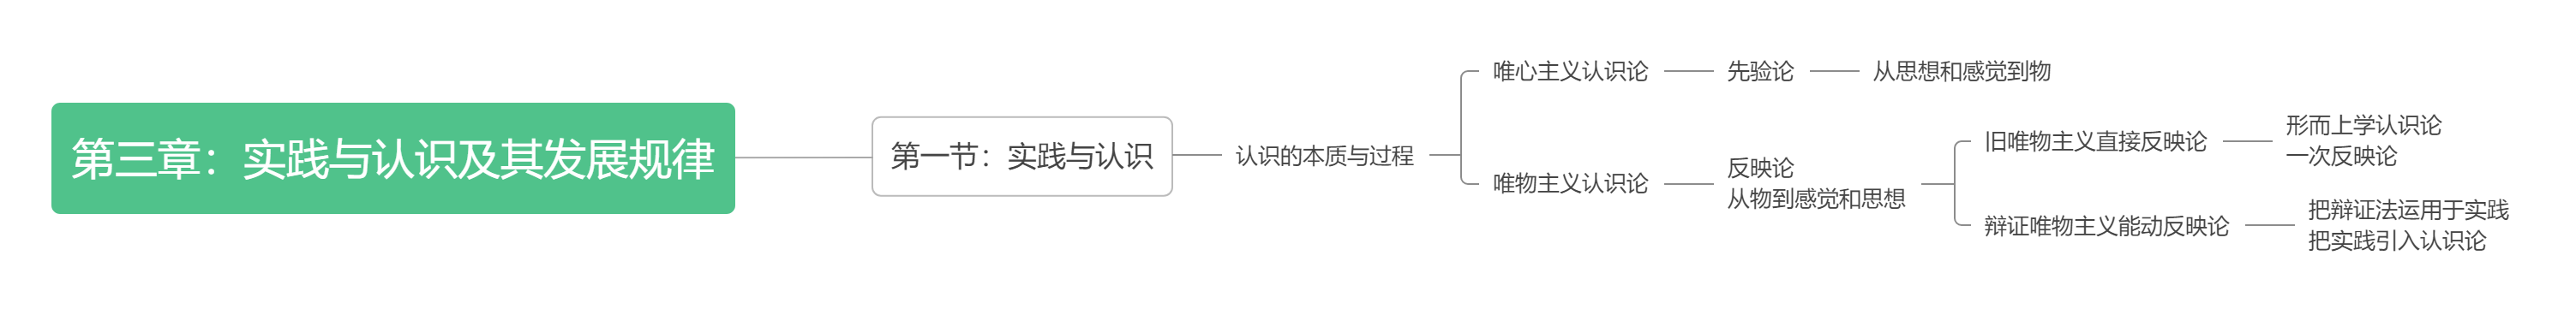 第三章：实践与认识及其发展规律
第一节：实践与认识
认识的本质与过程
唯心主义认识论
先验论
从思想和感觉到物
唯物主义认识论
反映论
从物到感觉和思想
旧唯物主义直接反映论
形而上学认识论
一次反映论
辩证唯物主义能动反映论
把辩证法运用于实践
把实践引入认识论